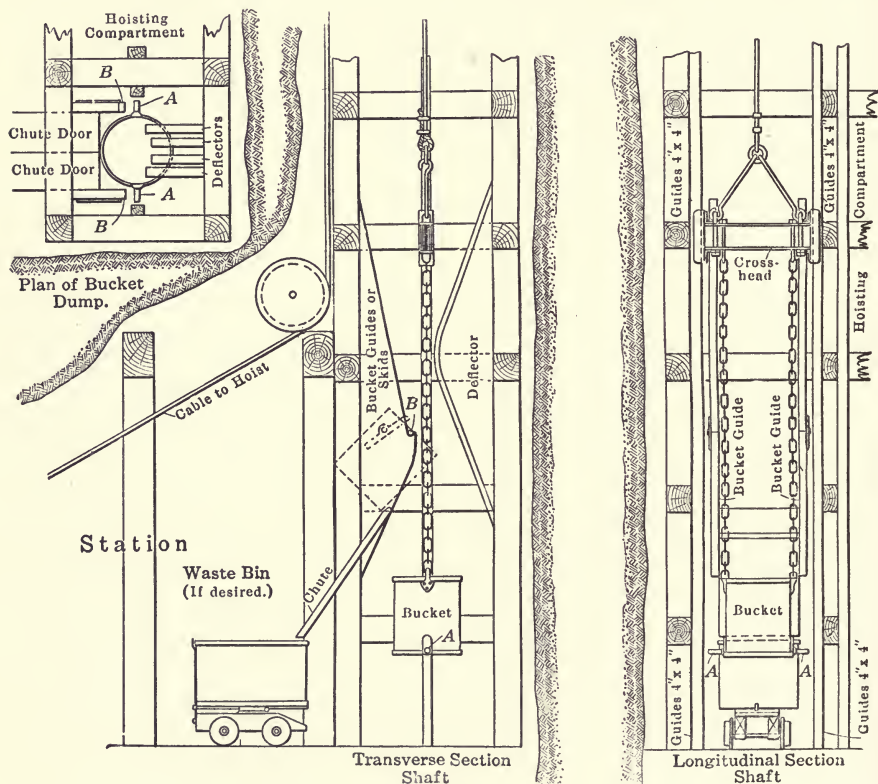 Hoisting
Compartment
B
A
Chute Door
Chute Door
Deflectors
A
B
Plan of Bucket
Dump.
Cable to Hoist
Bucket Guides or
Skids
B
Deflector
Station
Waste Bin
(If desired.)
Chute
Bucket
A
Transverse Section
Shaft
Guides 4"x 4"
Guides 4"x 4"
Compartment
Cross-
head
Hoisting
Bucket Guide
Bucket Guide
Bucket
A
A
Guides 4"x 4"
Guides 4"x 4"
Longitudinal Section
Shaft